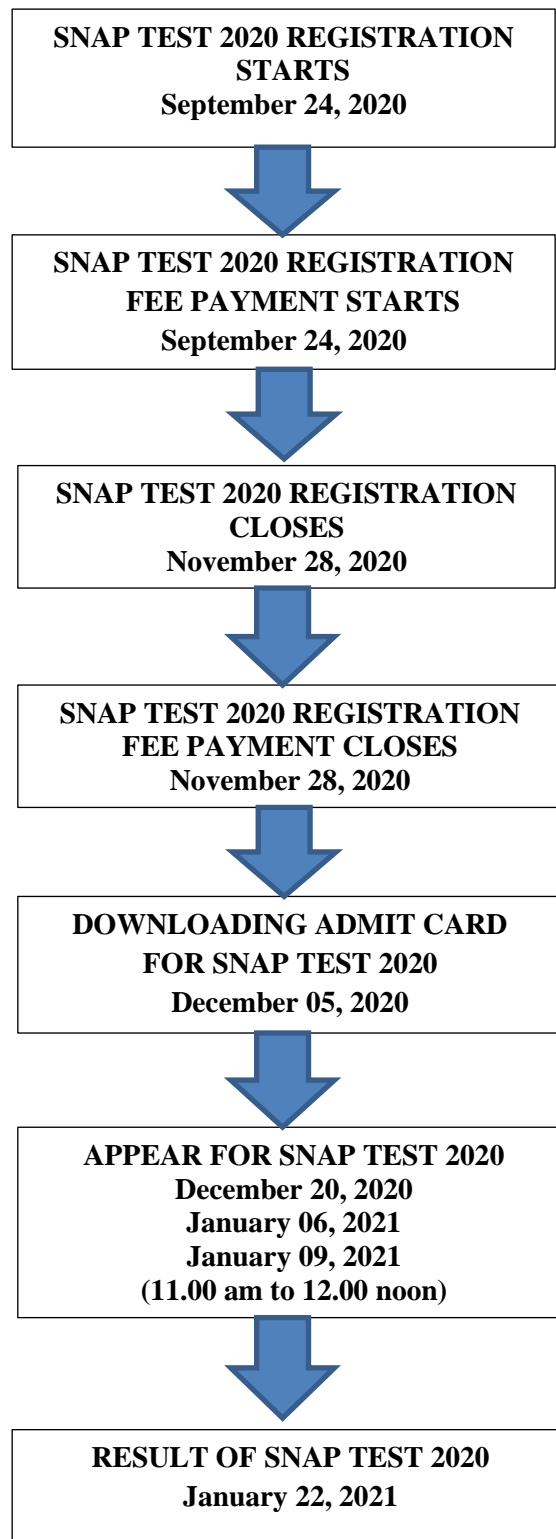 SNAP TEST 2020 REGISTRATION
STARTS
September 24, 2020
SNAP TEST 2020 REGISTRATION
FEE PAYMENT STARTS
September 24, 2020
SNAP TEST 2020 REGISTRATION
CLOSES
November 28, 2020
SNAP TEST 2020 REGISTRATION
FEE PAYMENT CLOSES
November 28, 2020
DOWNLOADING ADMIT CARD
FOR SNAP TEST 2020
December 05, 2020
APPEAR FOR SNAP TEST 2020
December 20, 2020
January 06, 2021
January 09, 2021
(11.00 am to 12.00 noon)
RESULT OF SNAP TEST 2020
January 22, 2021